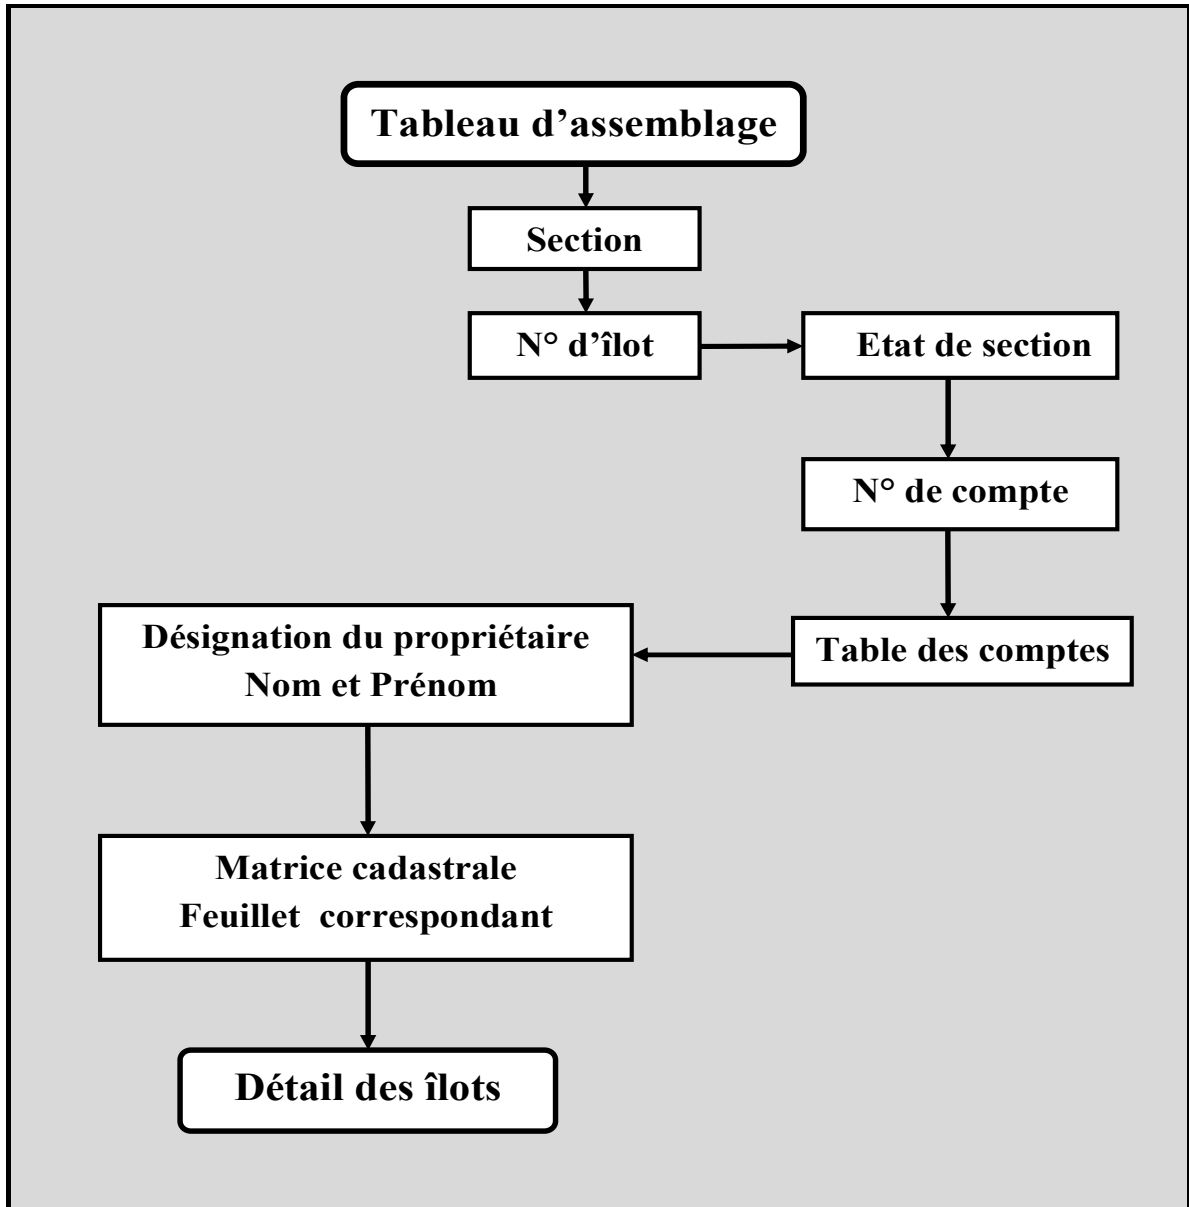 Tableau d’assemblage
Section
N° d’îlot
Etat de section
N° de compte
Table des comptes
Désignation du propriétaire
Nom et Prénom
Matrice cadastrale
Feuillet correspondant
Détail des îlots